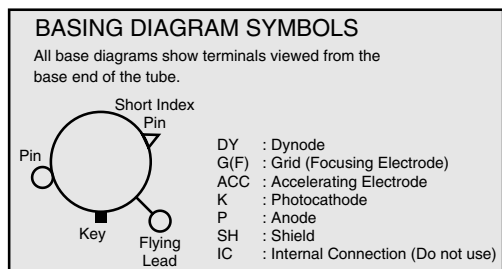 BASING DIAGRAM SYMBOLS
All base diagrams show terminals viewed from the
base end of the tube.
Short Index
Pin
Pin
Key
Flying
Lead
DY : Dynode
G(F) : Grid (Focusing Electrode)
ACC : Accelerating Electrode
K : Photocathode
P : Anode
SH : Shield
IC : Internal Connection (Do not use)